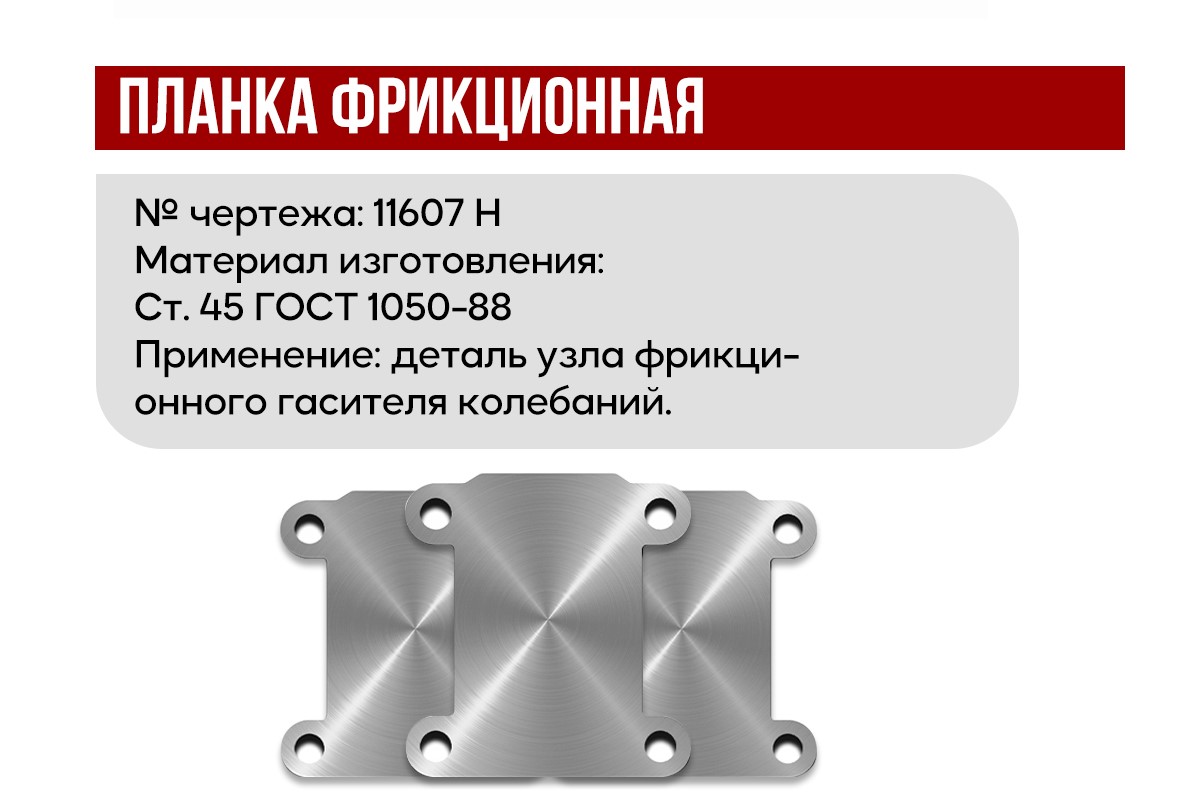 ПЛАНКА ФРИКЦИОННАЯ
№ чертежа: 11607 Н
Материал изготовления:
Ст. 45 ГОСТ 1050-88
Применение: деталь узла фрикци-
онного гасителя колебаний.